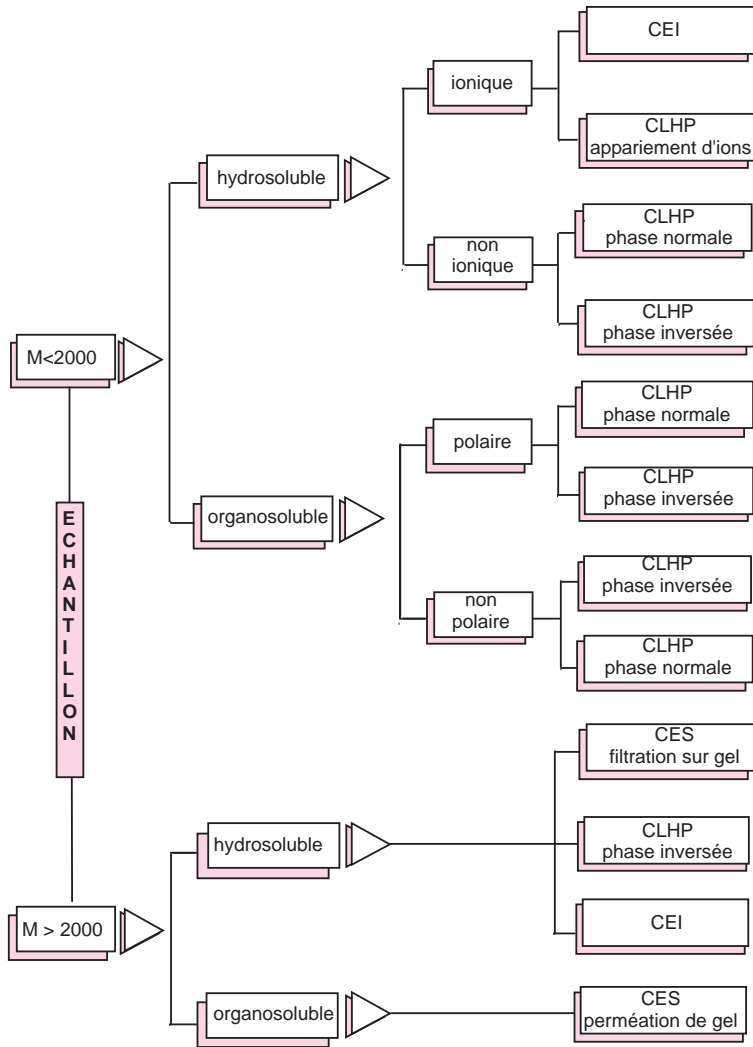 ECHANTILLON
M<2000
hydrosoluble
ionique
CEI
CLHP
appariement d'ions
non
ionique
CLHP
phase normale
CLHP
phase inversée
organosoluble
polaire
CLHP
phase normale
CLHP
phase inversée
non
polaire
CLHP
phase inversée
CLHP
phase normale
M > 2000
hydrosoluble
CES
filtration sur gel
CLHP
phase inversée
CEI
organosoluble
CES
perméation de gel